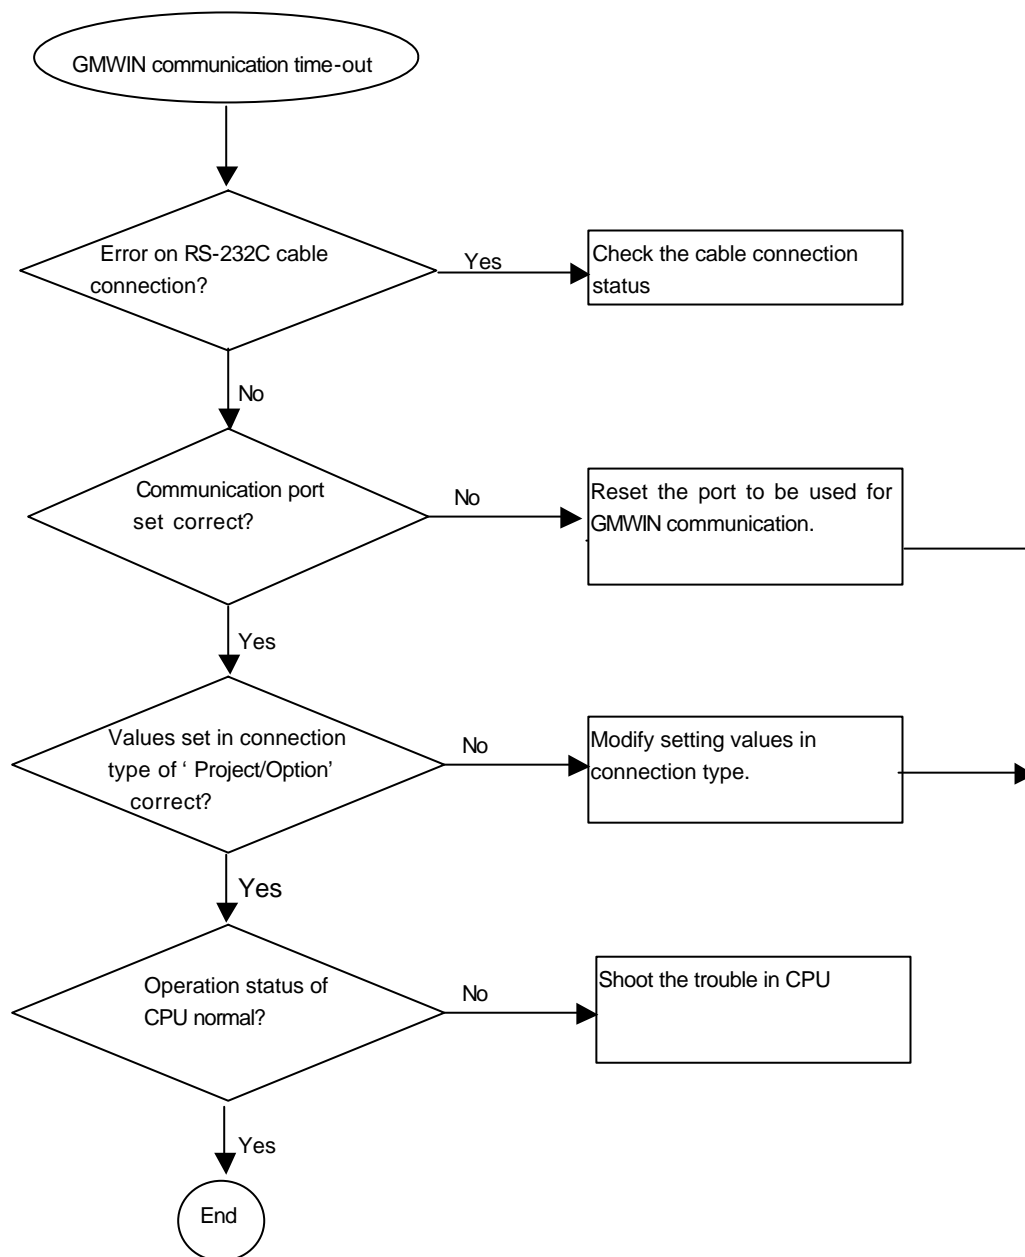 GMWIN communication time-out
Error on RS-232C cable
connection?
Yes
Check the cable connection
status
No
Communication port
set correct?
No
Reset the port to be used for
GMWIN communication.
Yes
Values set in connection
type of ‘ Project/Option’
correct?
No
Modify setting values in
connection type.
Yes
Operation status of
CPU normal?
No
Shoot the trouble in CPU
Yes
End